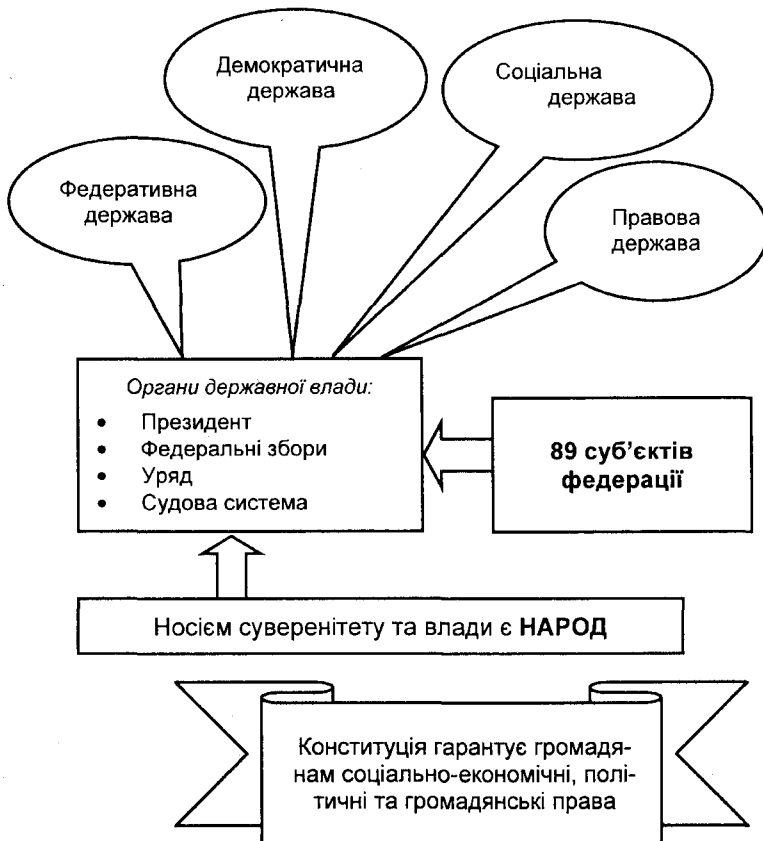 Демократична
держава
Соціальна
держава
Федеративна
держава
Правова
держава
Органи державної влади:
• Президент
• Федеральні збори
• Уряд
• Судова система
89 суб'єктів
федерації
Носієм суверенітету та влади є НАРОД
Конституція гарантує громадя-
нам соціально-економічні, полі-
тичні та громадянські права